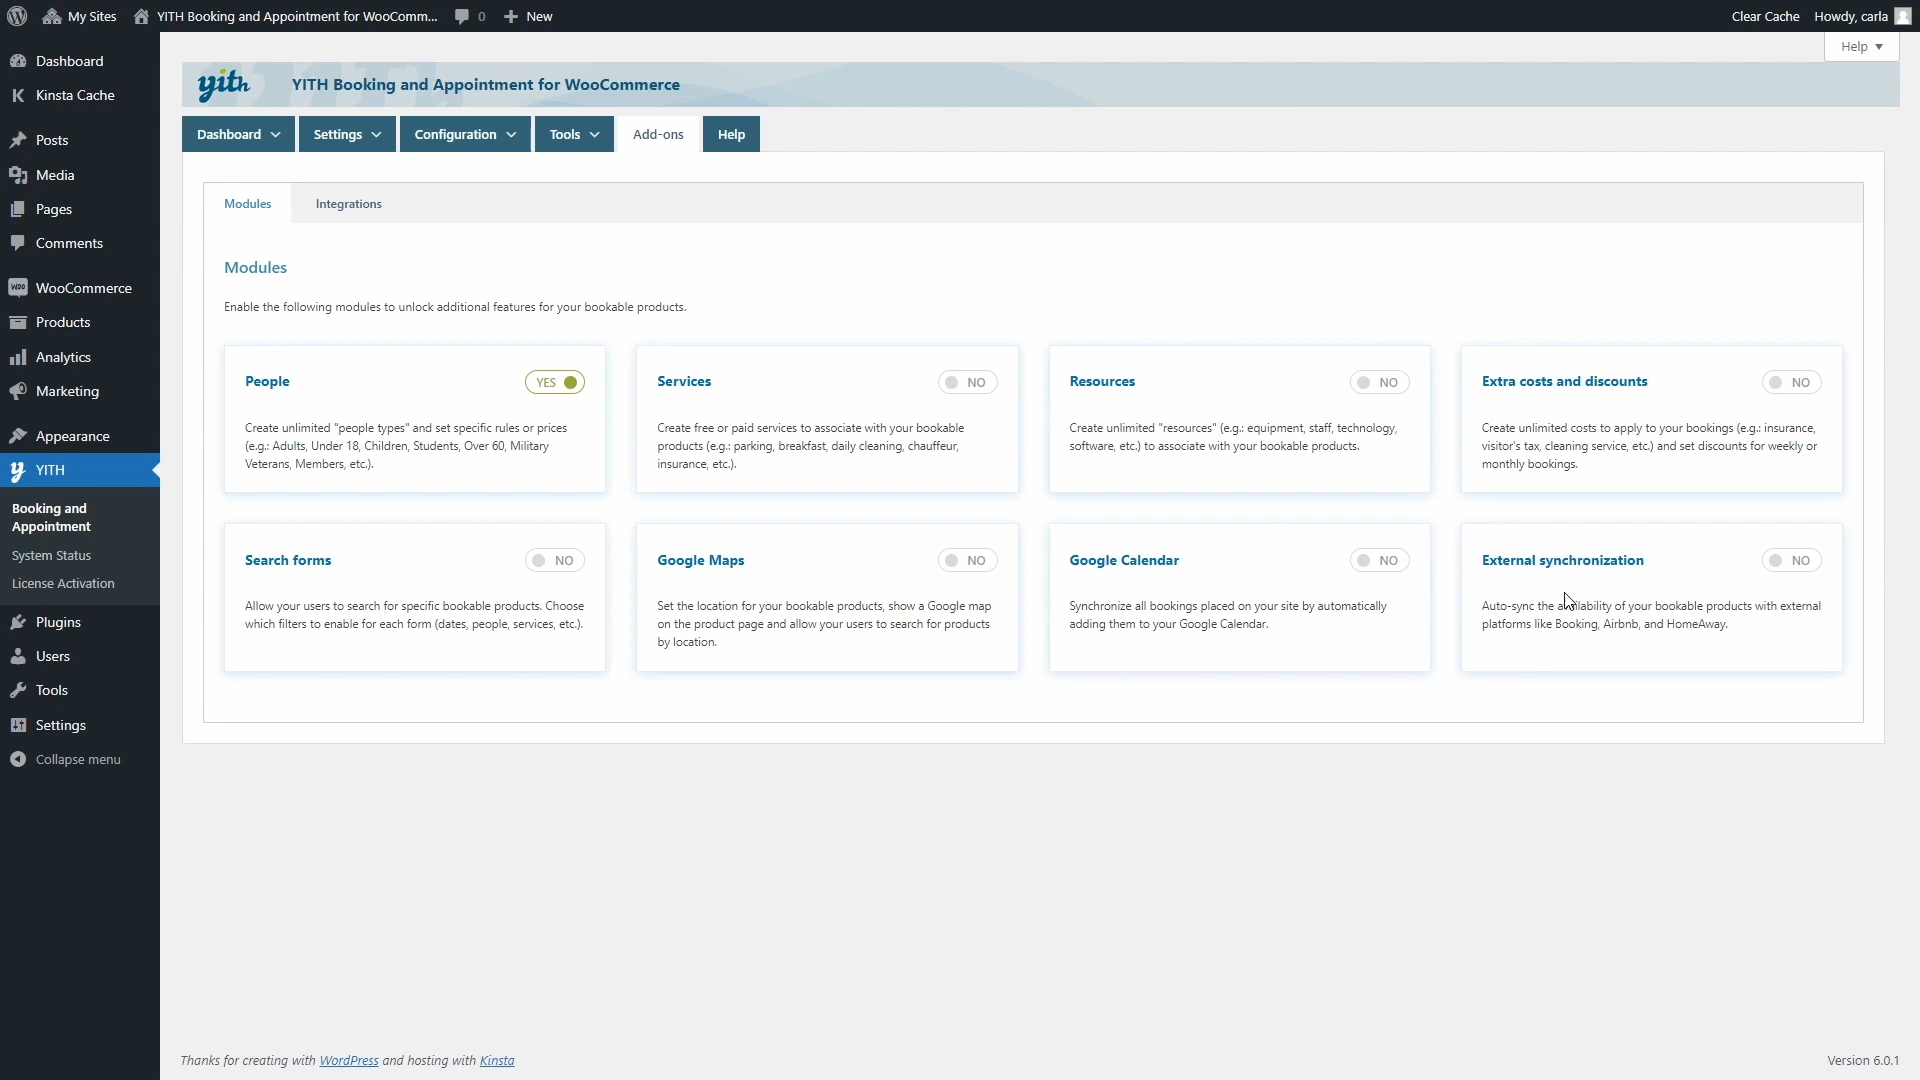 My Sites
YITH Booking and Appointment for WooComm...
0
New
Clear Cache
Howdy, carla
Help
Dashboard
Kinsta Cache
Posts
Media
Pages
Comments
WooCommerce
Products
Analytics
Marketing
Appearance
YITH
Booking and
Appointment
System Status
License Activation
Plugins
Users
Tools
Settings
Collapse menu
yith
YITH Booking and Appointment for WooCommerce
Dashboard
Settings
Configuration
Tools
Add-ons
Help
Modules
Integrations
Modules
Enable the following modules to unlock additional features for your bookable products.
People
YES
Create unlimited "people types" and set specific rules or prices
(e.g.: Adults, Under 18, Children, Students, Over 60, Military
Veterans, Members, etc.).
Services
NO
Create free or paid services to associate with your bookable
products (e.g.: parking, breakfast, daily cleaning, chauffeur,
insurance, etc.).
Resources
NO
Create unlimited "resources" (e.g.: equipment, staff, technology,
software, etc.) to associate with your bookable products.
Extra costs and discounts
NO
Create unlimited costs to apply to your bookings (e.g.: insurance,
visitor's tax, cleaning service, etc.) and set discounts for weekly or
monthly bookings.
Search forms
NO
Allow your users to search for specific bookable products. Choose
which filters to enable for each form (dates, people, services, etc.).
Google Maps
NO
Set the location for your bookable products, show a Google map
on the product page and allow your users to search for products
by location.
Google Calendar
NO
Synchronize all bookings placed on your site by automatically
adding them to your Google Calendar.
External synchronization
NO
Auto-sync the availability of your bookable products with external
platforms like Booking, Airbnb, and HomeAway.
Thanks for creating with WordPress and hosting with Kinsta
Version 6.0.1